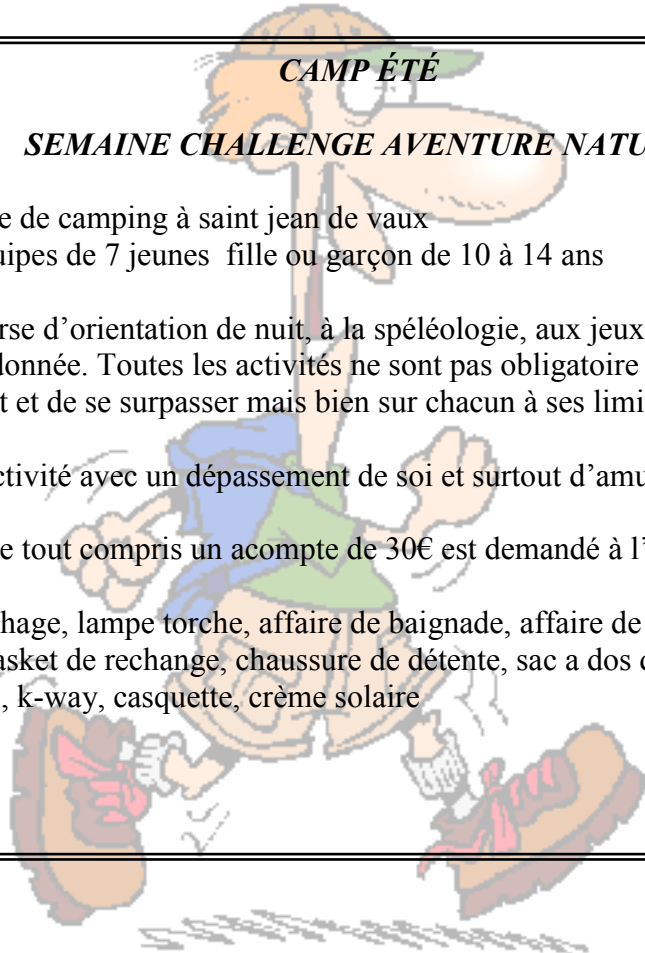 CAMP ÉTÉ
SEMAINE CHALLENGE AVENTURE NATU
e de camping à saint jean de vaux
uipes de 7 jeunes fille ou garçon de 10 à 14 ans
rse d’orientation de nuit, à la spéléologie, aux jeux
donnée. Toutes les activités ne sont pas obligatoire
t et de se surpasser mais bien sur chacun à ses limi
ctivité avec un dépassement de soi et surtout d’amu
e tout compris un acompte de 30€ est demandé à l’
hage, lampe torche, affaire de baignade, affaire de
asket de rechange, chaussure de détente, sac a dos d
, k-way, casquette, crème solaire